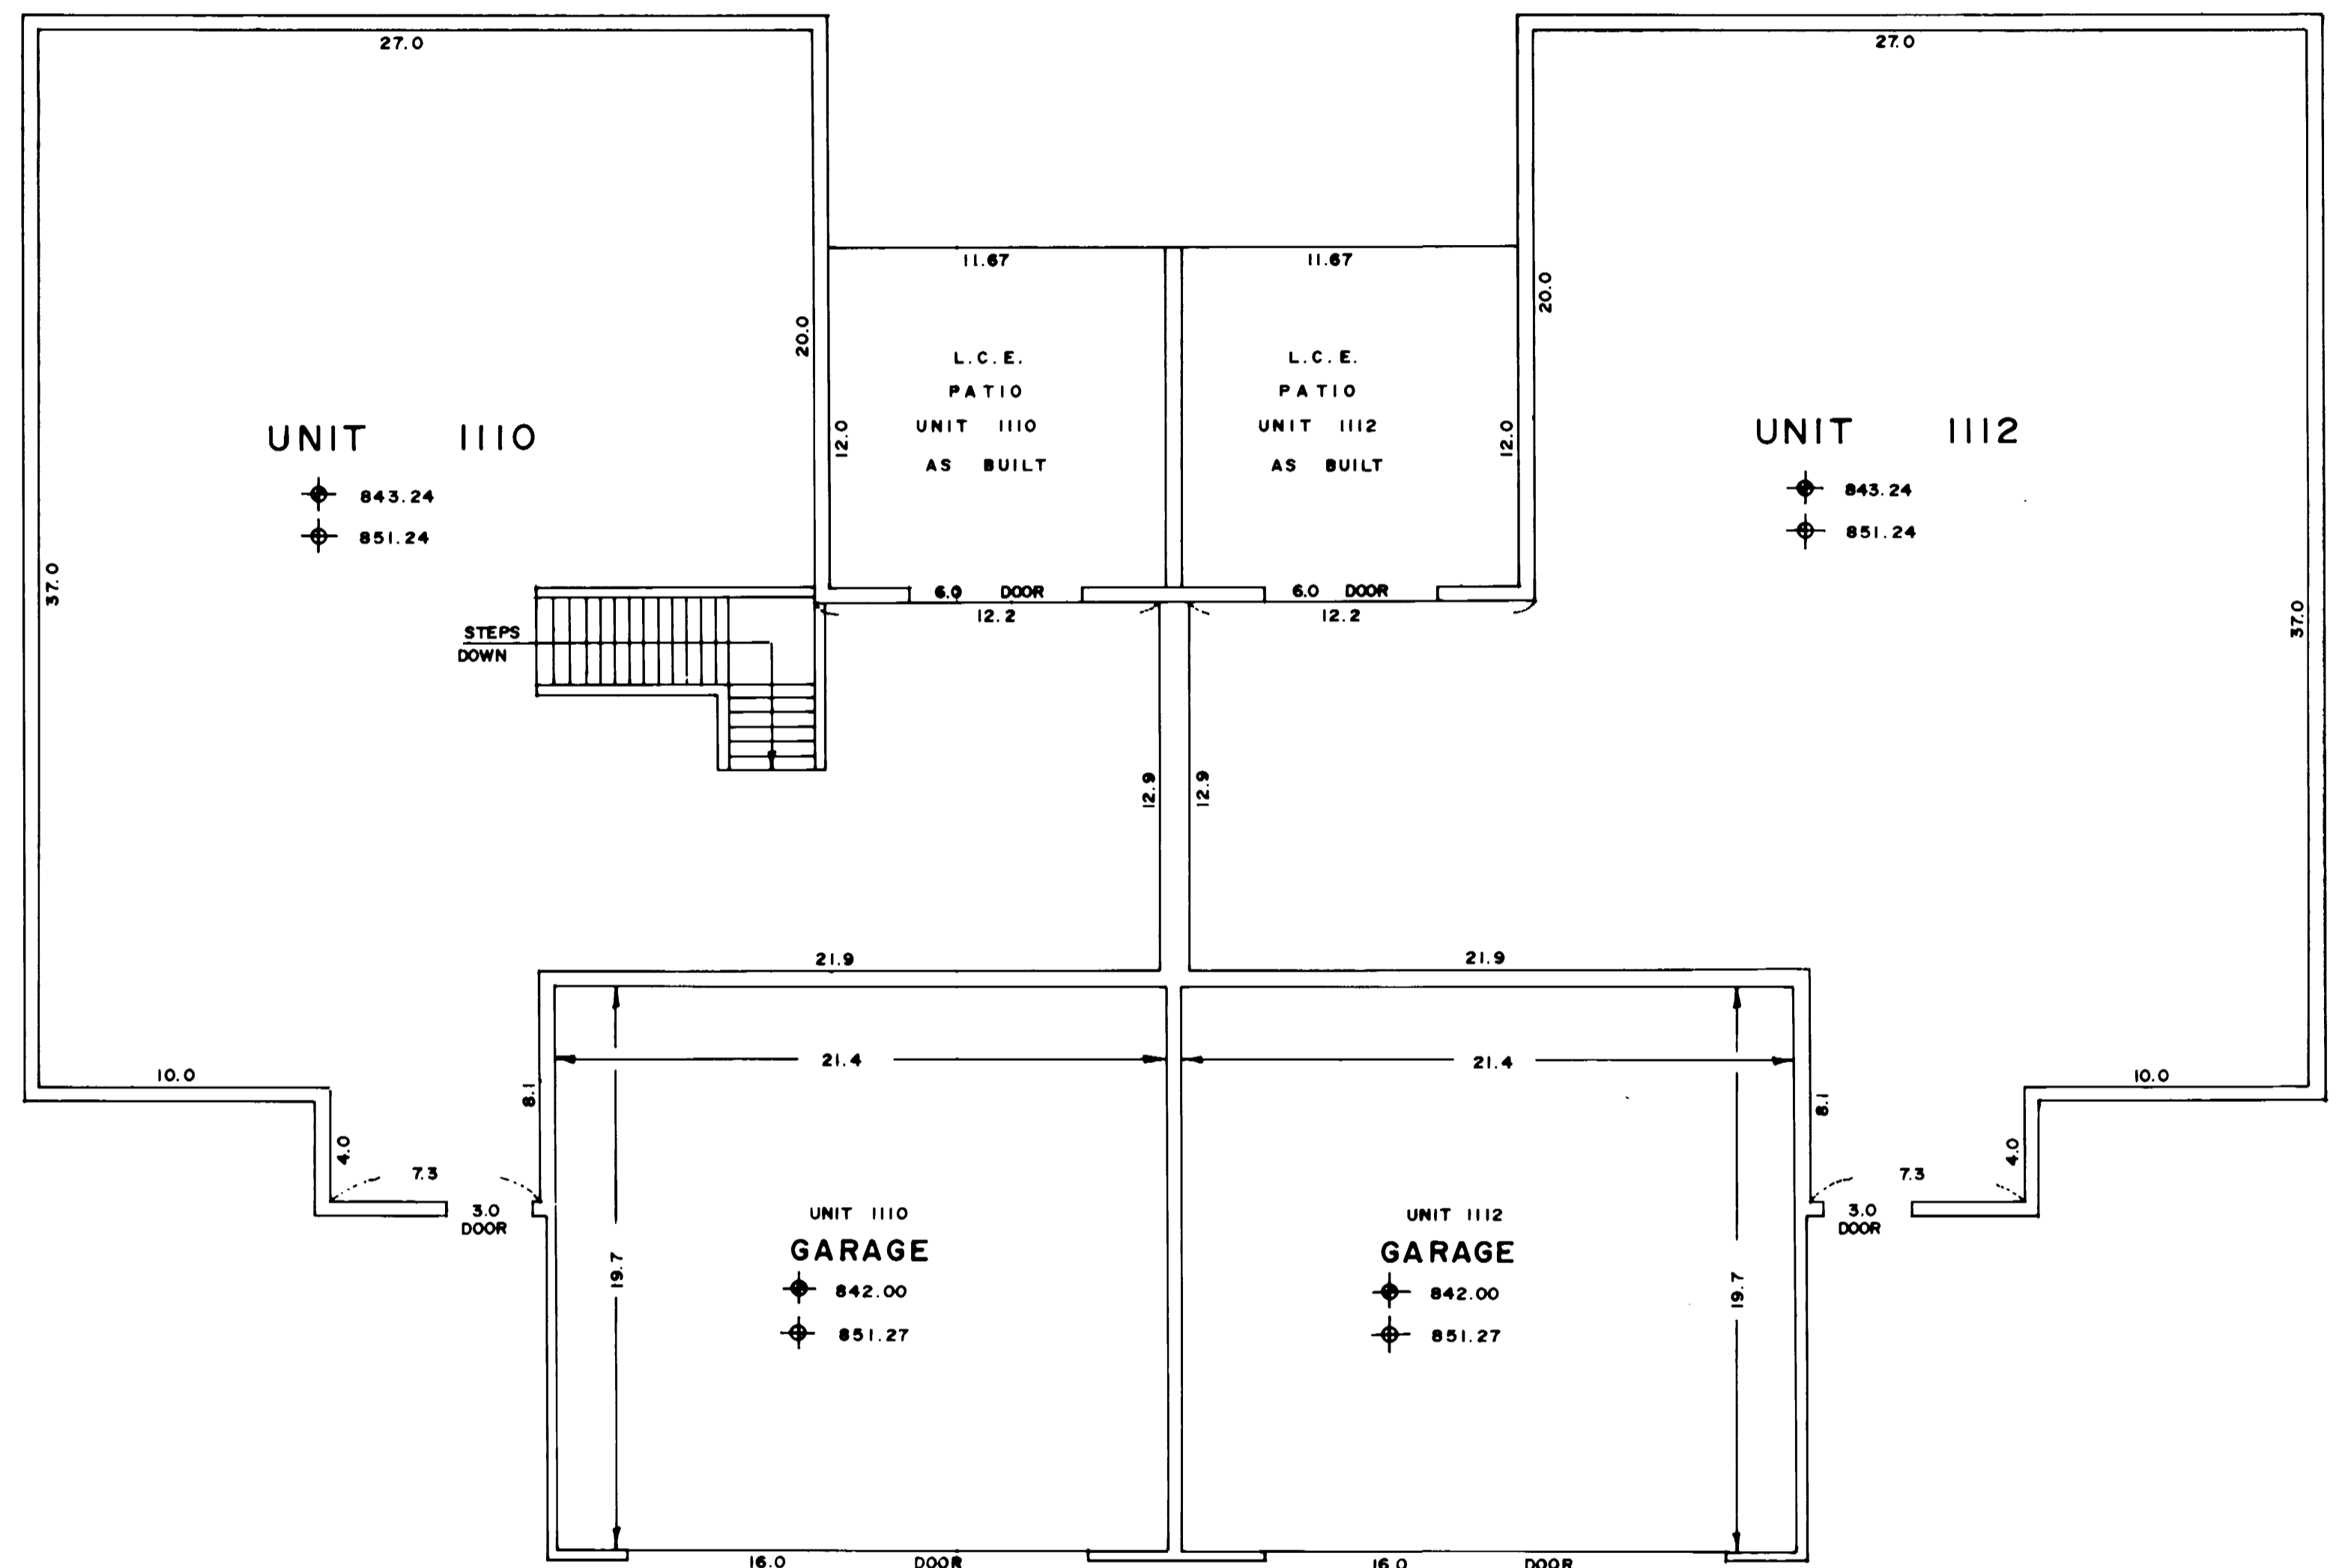 27.0
27.0
11.67
11.67
20.0
20.0
L.C.E.
PATIO
UNIT 1110
AS BUILT
12.0
L.C.E.
PATIO
UNIT 1112
AS BUILT
12.0
UNIT 1110
843.24
851.24
UNIT 1112
843.24
851.24
37.0
37.0
6.0 DOOR
12.2
6.0 DOOR
12.2
STEPS
DOWN
12.9
12.9
21.9
21.9
21.4
21.4
10.0
10.0
8.1
8.1
4.0
4.0
7.3
7.3
3.0
DOOR
3.0
DOOR
19.7
19.7
UNIT 1110
GARAGE
842.00
851.27
UNIT 1112
GARAGE
842.00
851.27
16.0 DOOR
16.0 DOOR